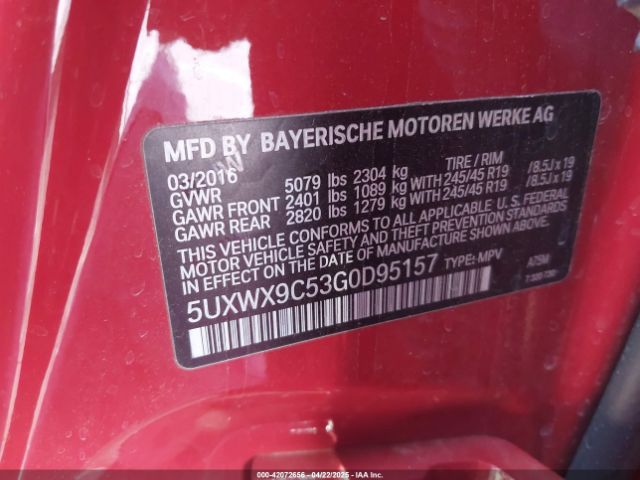 MFD BY BAYERISCHE MOTOREN WERKE AG
03/2016 TIRE / RIM
GVWR 5079 lbs 2304 kg
GAWR FRONT 2401 lbs 1089 kg WITH 245/45 R19 / 8.5J x 19
GAWR REAR 2820 lbs 1279 kg WITH 245/45 R19 / 8.5J x 19
THIS VEHICLE CONFORMS TO ALL APPLICABLE U.S. FEDERAL
MOTOR VEHICLE SAFETY AND THEFT PREVENTION STANDARDS
IN EFFECT ON THE DATE OF MANUFACTURE SHOWN ABOVE.
5UXWX9C53G0D95157 TYPE: MPV
IAAI.COM (ONLINE) - 42072656 - 04/22/2025